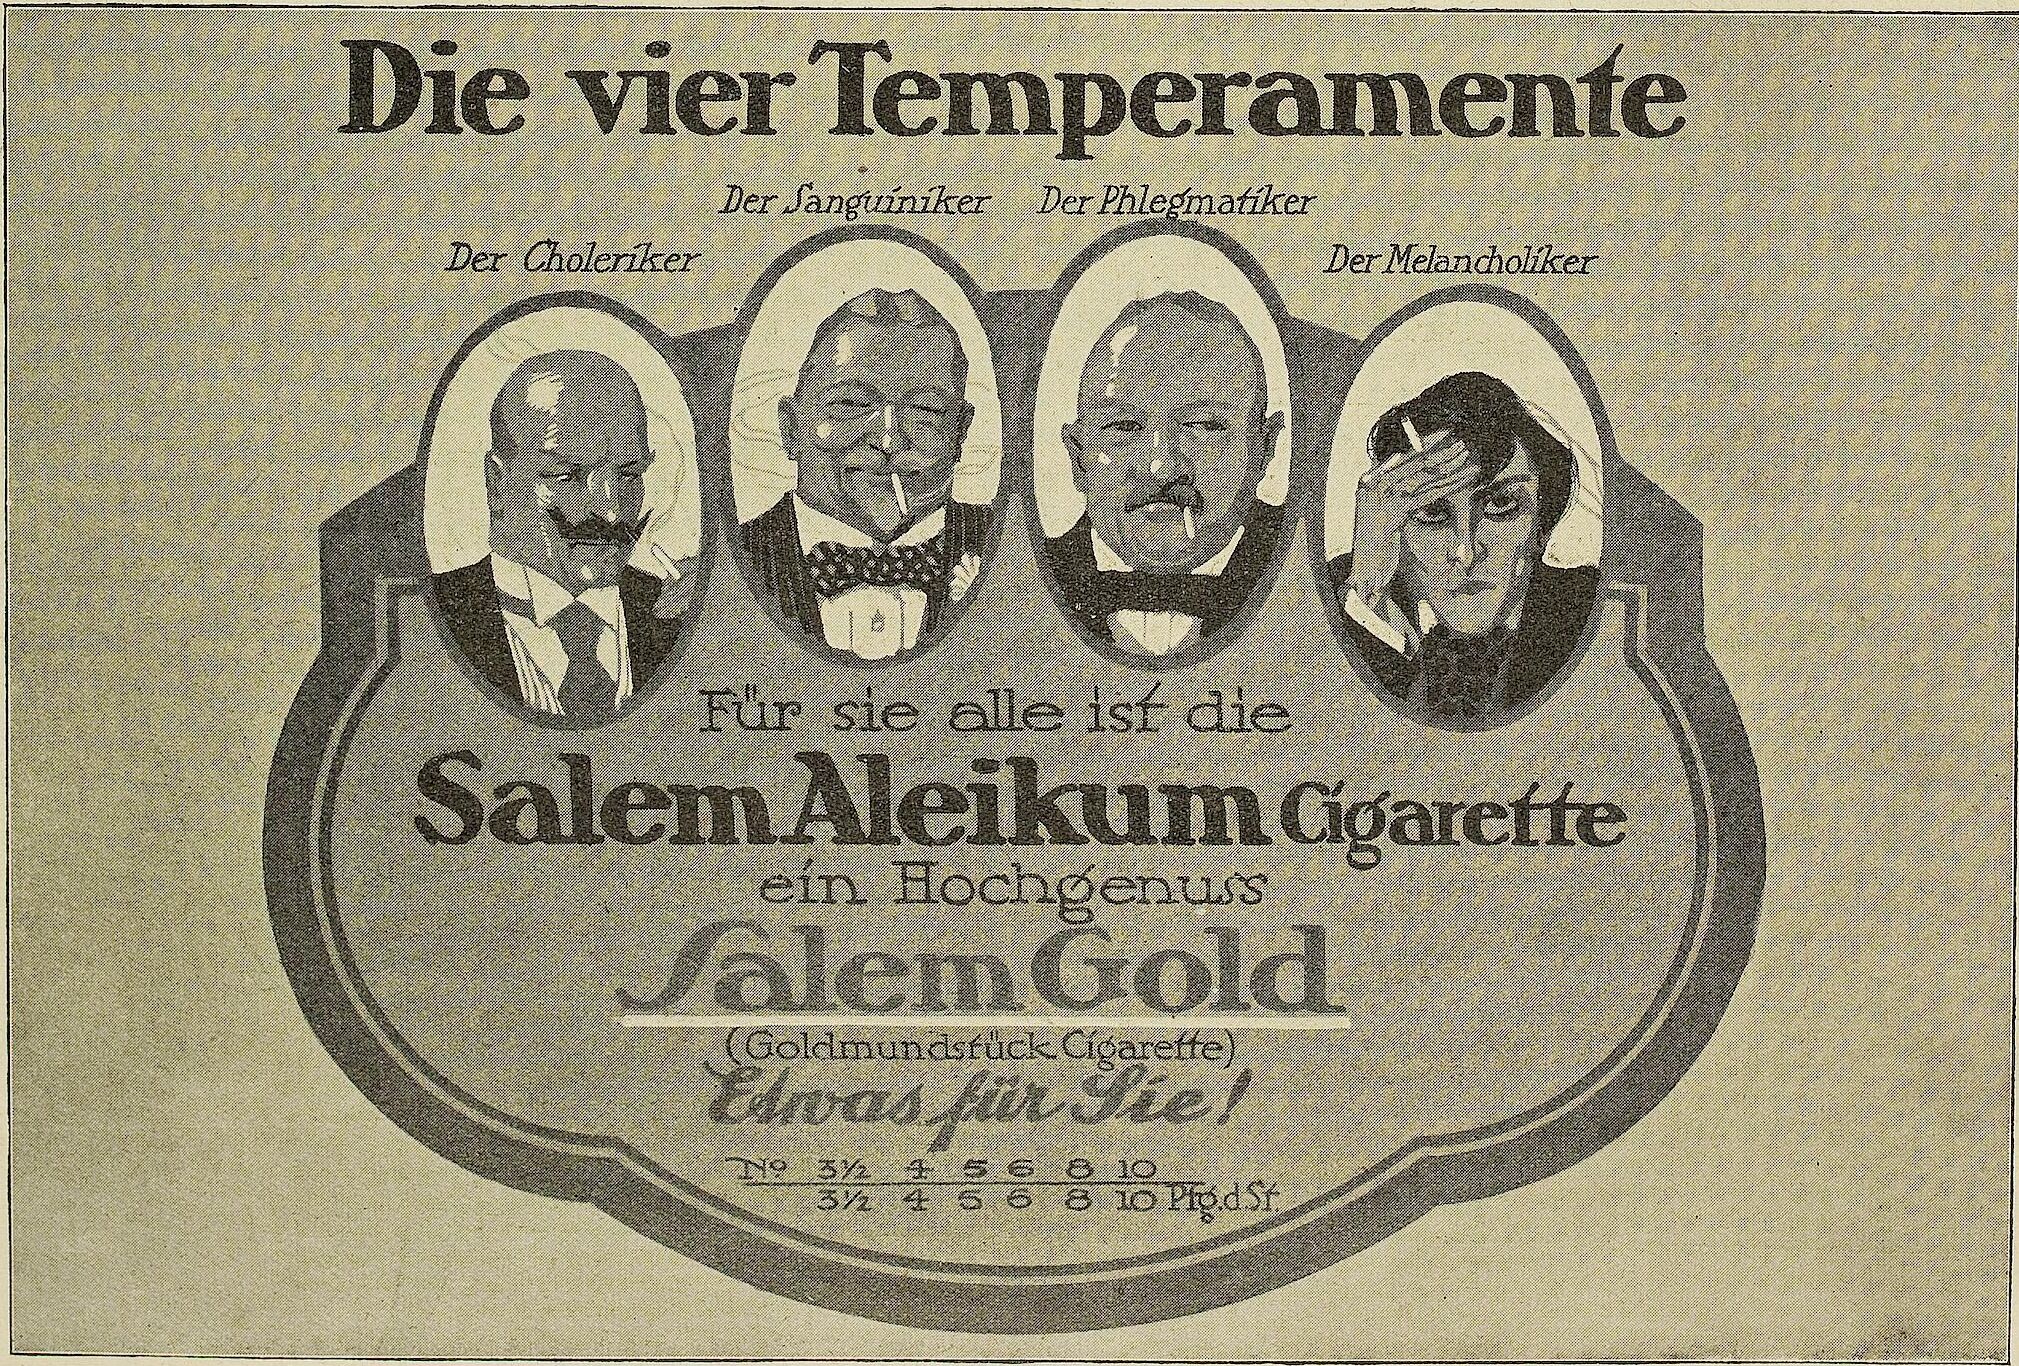 Die vier Temperamente
Der Choleriker
Der Sanguiniker
Der Phlegmatiker
Der Melancholiker
Für sie alle ist die
Salem Aleikum Cigarette
ein Hochgenuss
Salem Gold
(Goldmundstück Cigarette)
Etwas für Sie!
No 3½ 4 5 6 8 10
3½ 4 5 6 8 10 Pfg.d.St.